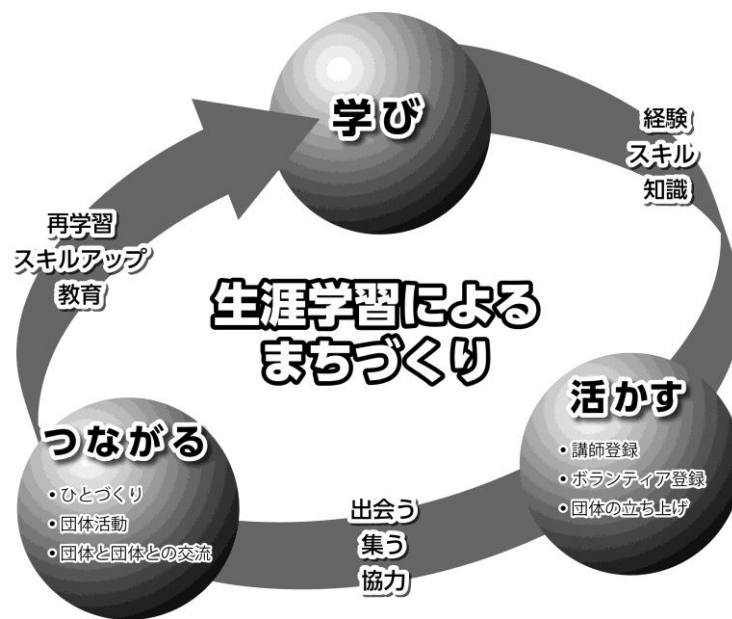 学び
経験
スキル
知識
再学習
スキルアップ
教育
生涯学習による
まちづくり
活かす
• 講師登録
• ボランティア登録
• 団体の立ち上げ
つながる
• ひとづくり
• 団体活動
• 団体と団体との交流
出会う
集う
協力